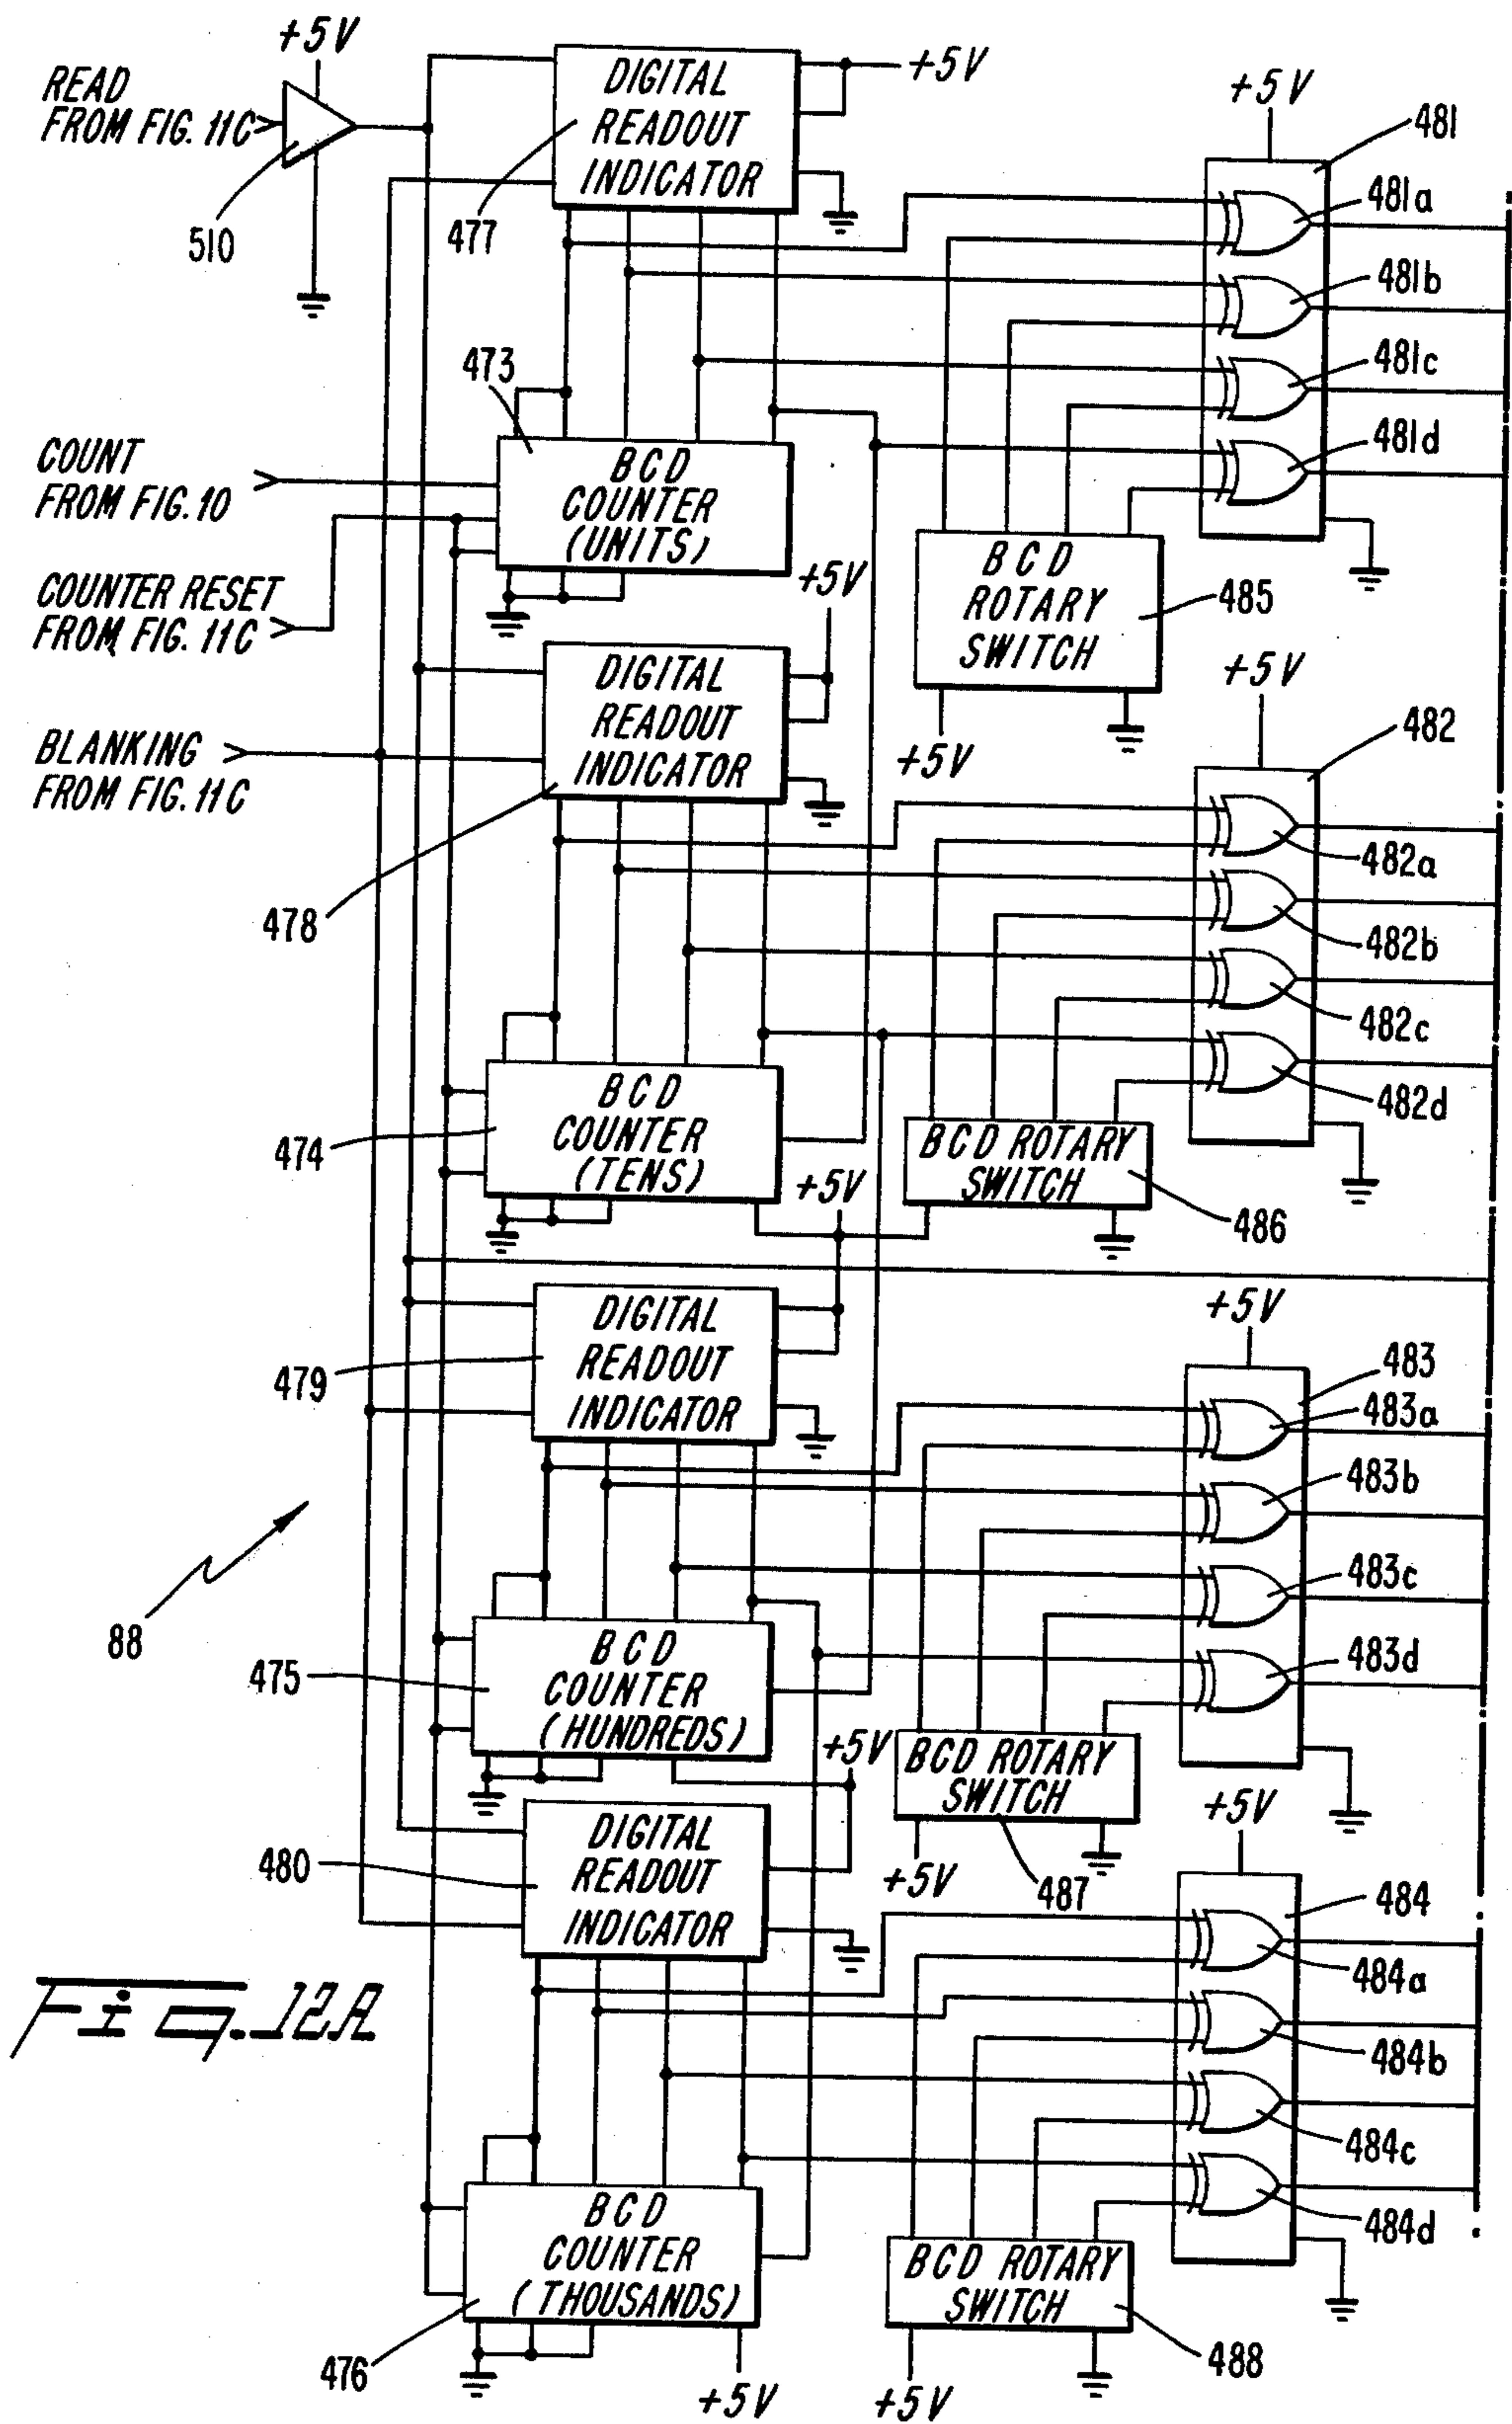 +5V
READ
FROM FIG. 11C
510
DIGITAL
READOUT
INDICATOR
+5V
477
+5V
481
481a
481b
481c
481d
473
COUNT
FROM FIG. 10
BCD
COUNTER
(UNITS)
COUNTER RESET
FROM FIG. 11C
+5V
BCD
ROTARY
SWITCH
485
+5V
DIGITAL
READOUT
INDICATOR
BLANKING
FROM FIG. 11C
478
+5V
482
482a
482b
482c
482d
BCD
COUNTER
(TENS)
474
+5V
BCD ROTARY
SWITCH
486
DIGITAL
READOUT
INDICATOR
479
+5V
483
483a
483b
483c
483d
88
BCD
COUNTER
(HUNDREDS)
475
+5V
BCD ROTARY
SWITCH
+5V
487
DIGITAL
READOUT
INDICATOR
480
+5V
484
484a
484b
484c
484d
Fig. 12A
BCD
COUNTER
(THOUSANDS)
476
+5V
BCD ROTARY
SWITCH
488
+5V